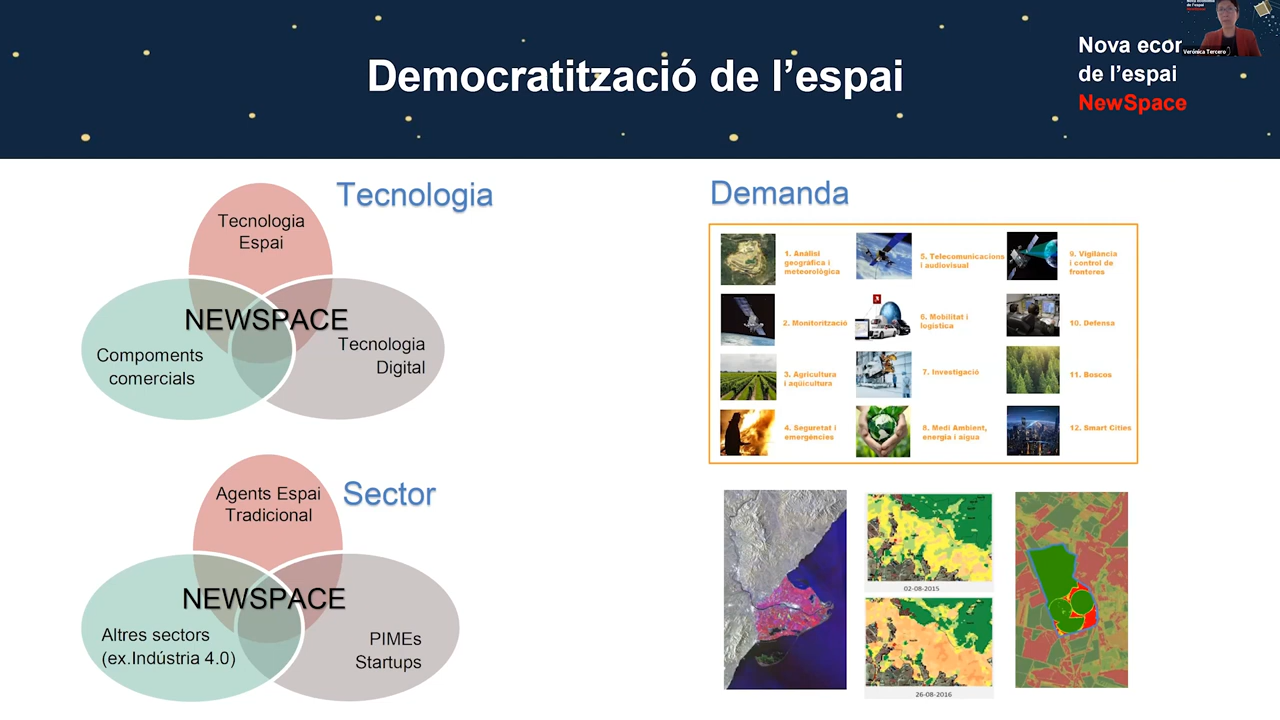 Democratització de l'espai
Nova econ
de l'espai
NewSpace
Verónica Tercero
Tecnologia
Tecnologia
Espai
NEWSPACE
Compoments
comercials
Tecnologia
Digital
Sector
Agents Espai
Tradicional
NEWSPACE
Altres sectors
(ex.Indústria 4.0)
PIMEs
Startups
Demanda
1. Anàlisi
geogràfica i
meteorològica
2. Monitorització
3. Agricultura
i aqüicultura
4. Seguretat i
emergències
5. Telecomunicacions
i audiovisual
6. Mobilitat i
logística
7. Investigació
8. Medi Ambient,
energia i aigua
9. Vigilància
i control de
fronteres
10. Defensa
11. Boscos
12. Smart Cities
02-08-2015
26-08-2016